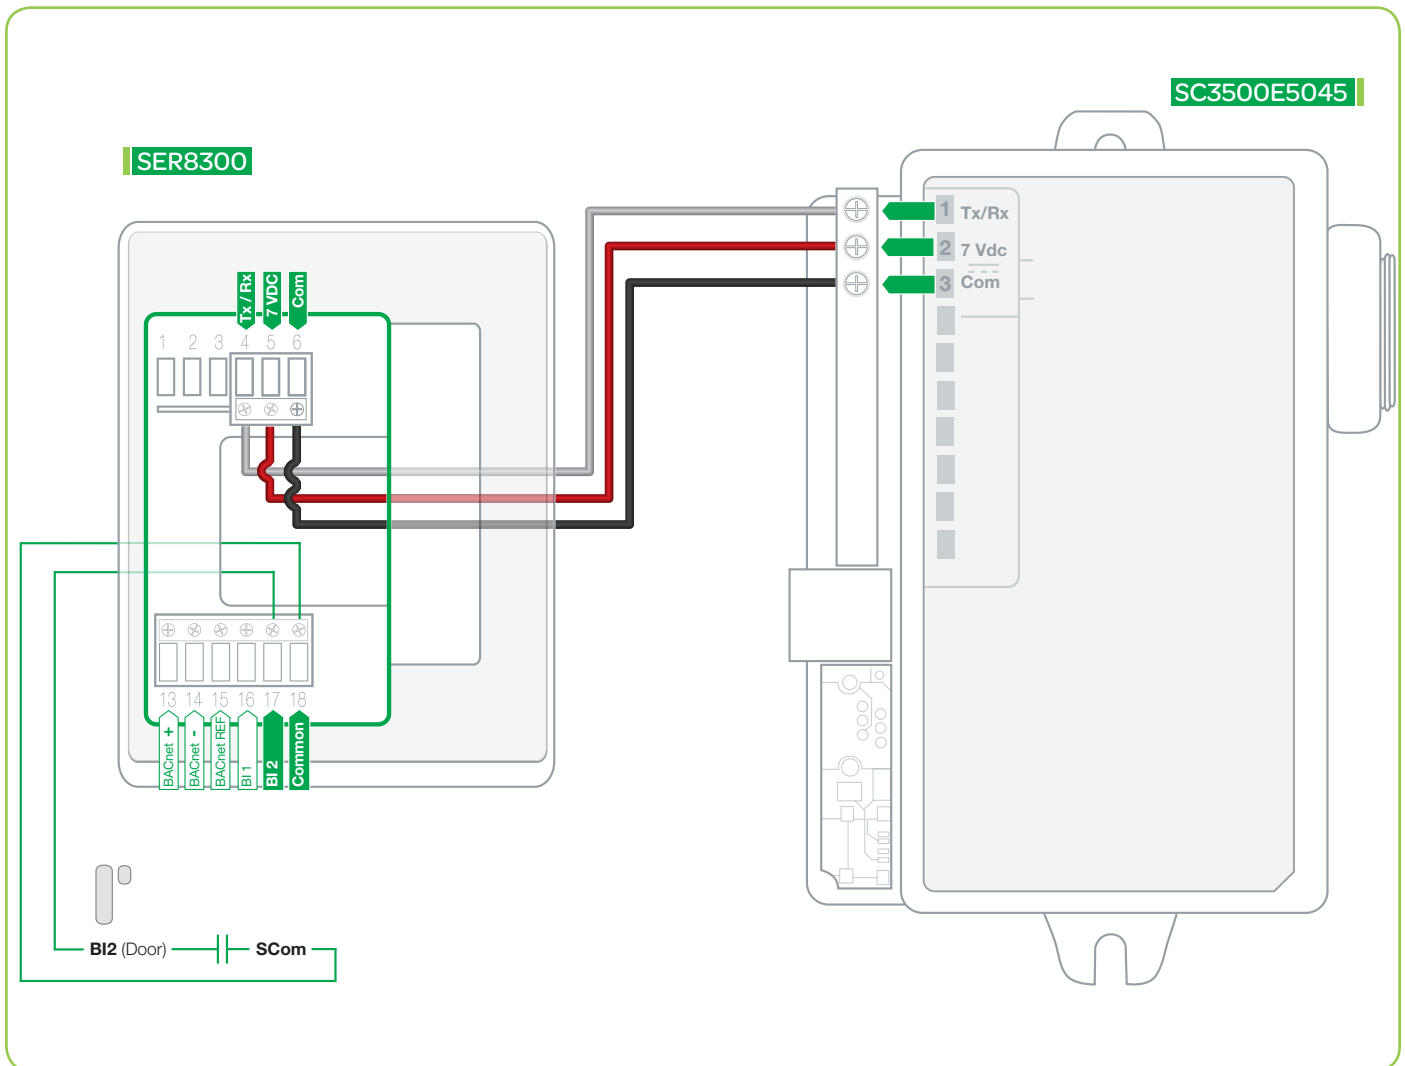 SC3500E5045
SER8300
Tx / Rx
7 VDC
Com
1 2 3 4 5 6
1 Tx/Rx
2 7 Vdc
3 Com
13 14 15 16 17 18
BACnet +
BACnet -
BACnet REF
BI 1
BI 2
Common
BI2 (Door) SCom